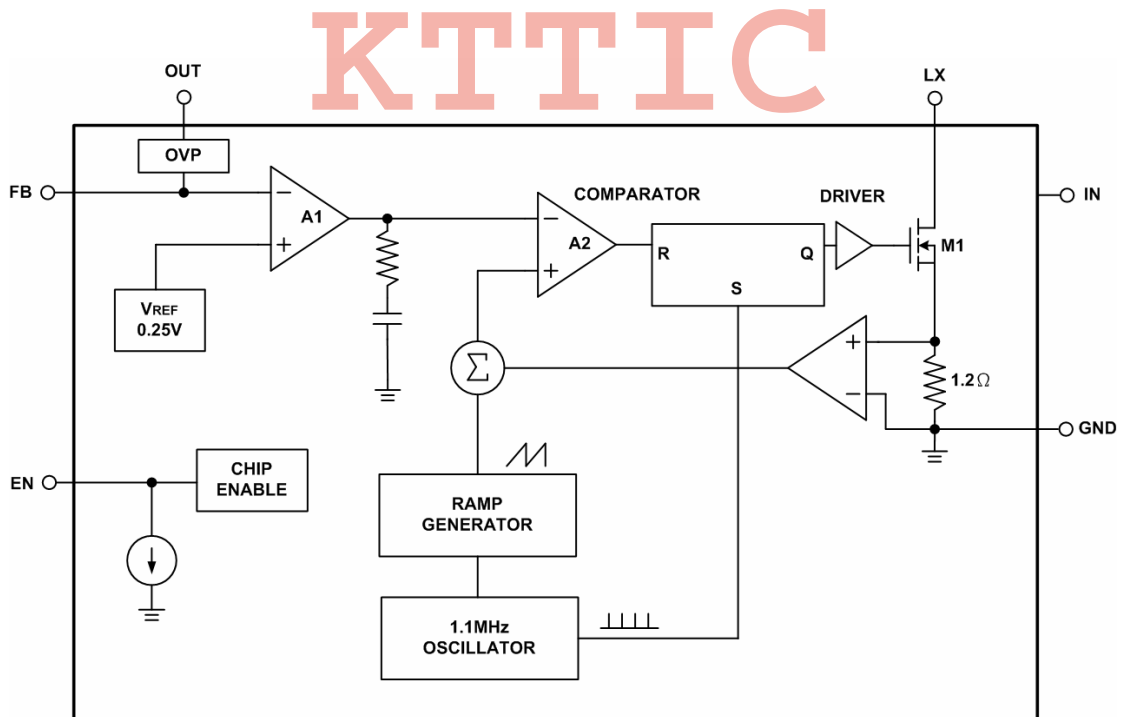 KTTIC
OUT
LX
OVP
FB
IN
COMPARATOR
DRIVER
−
A1
+
−
A2
+
R
Q
S
M1
VREF
0.25V
Σ
+
−
1.2Ω
GND
EN
CHIP
ENABLE
RAMP
GENERATOR
1.1MHz
OSCILLATOR